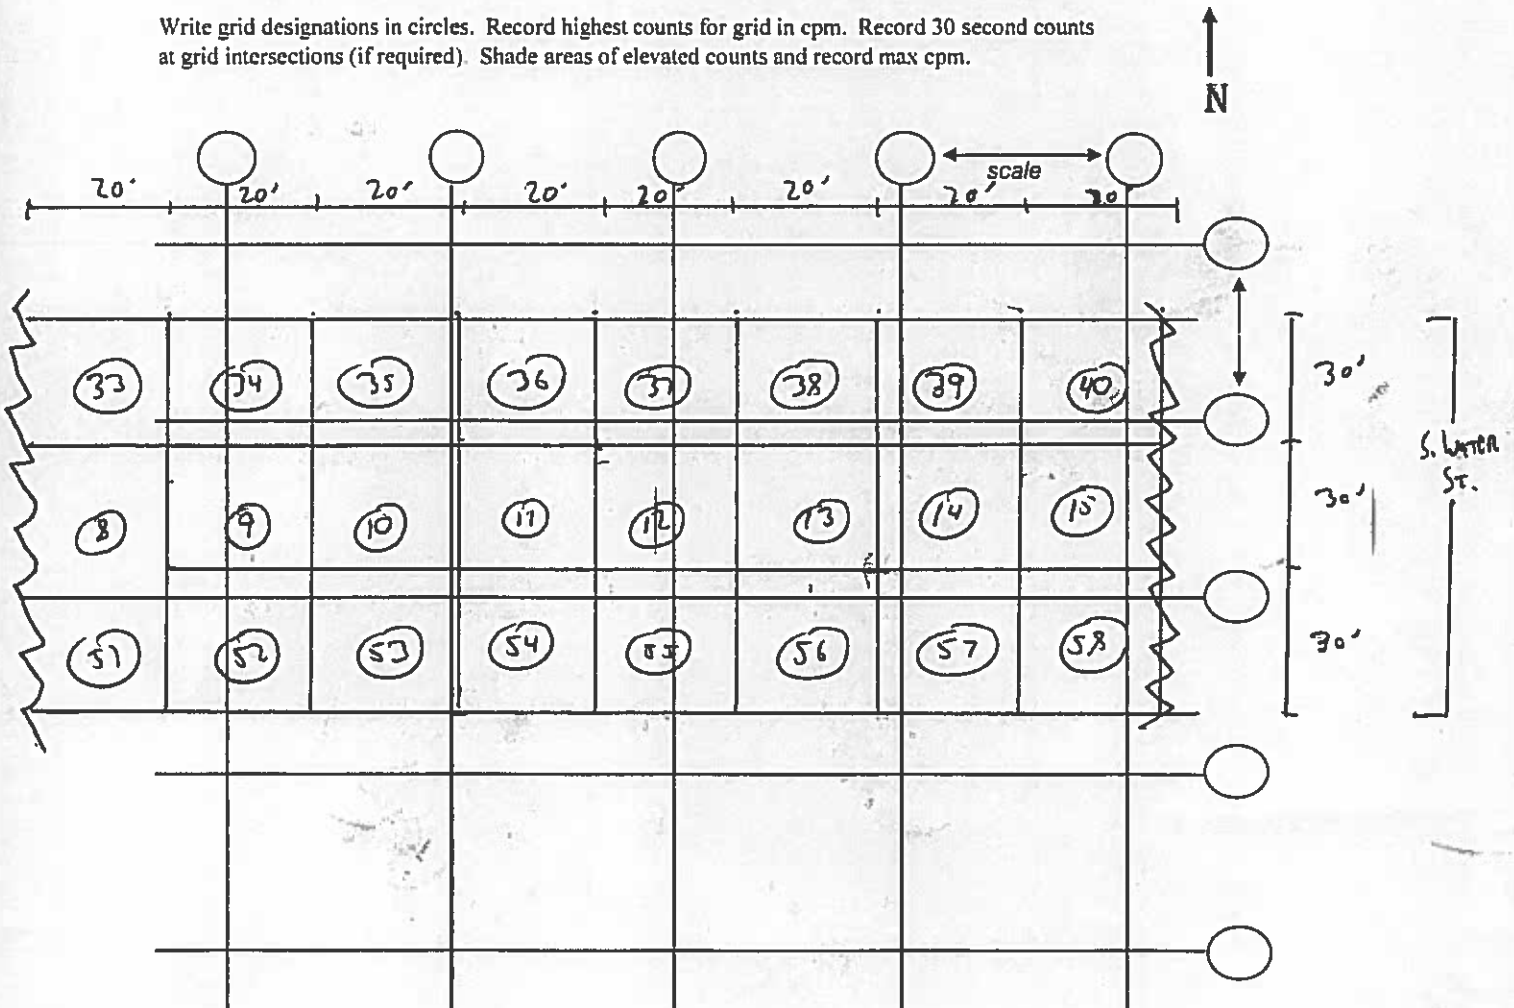 Write grid designations in circles. Record highest counts for grid in cpm. Record 30 second counts
at grid intersections (if required). Shade areas of elevated counts and record max cpm.
N
scale
20' 20' 20' 20' 20' 20' 20' 20
33 34 35 36 37 38 39 40 30'
S. WATER
ST.
8 9 10 11 12 13 14 15 30'
51 52 53 54 55 56 57 58 30'